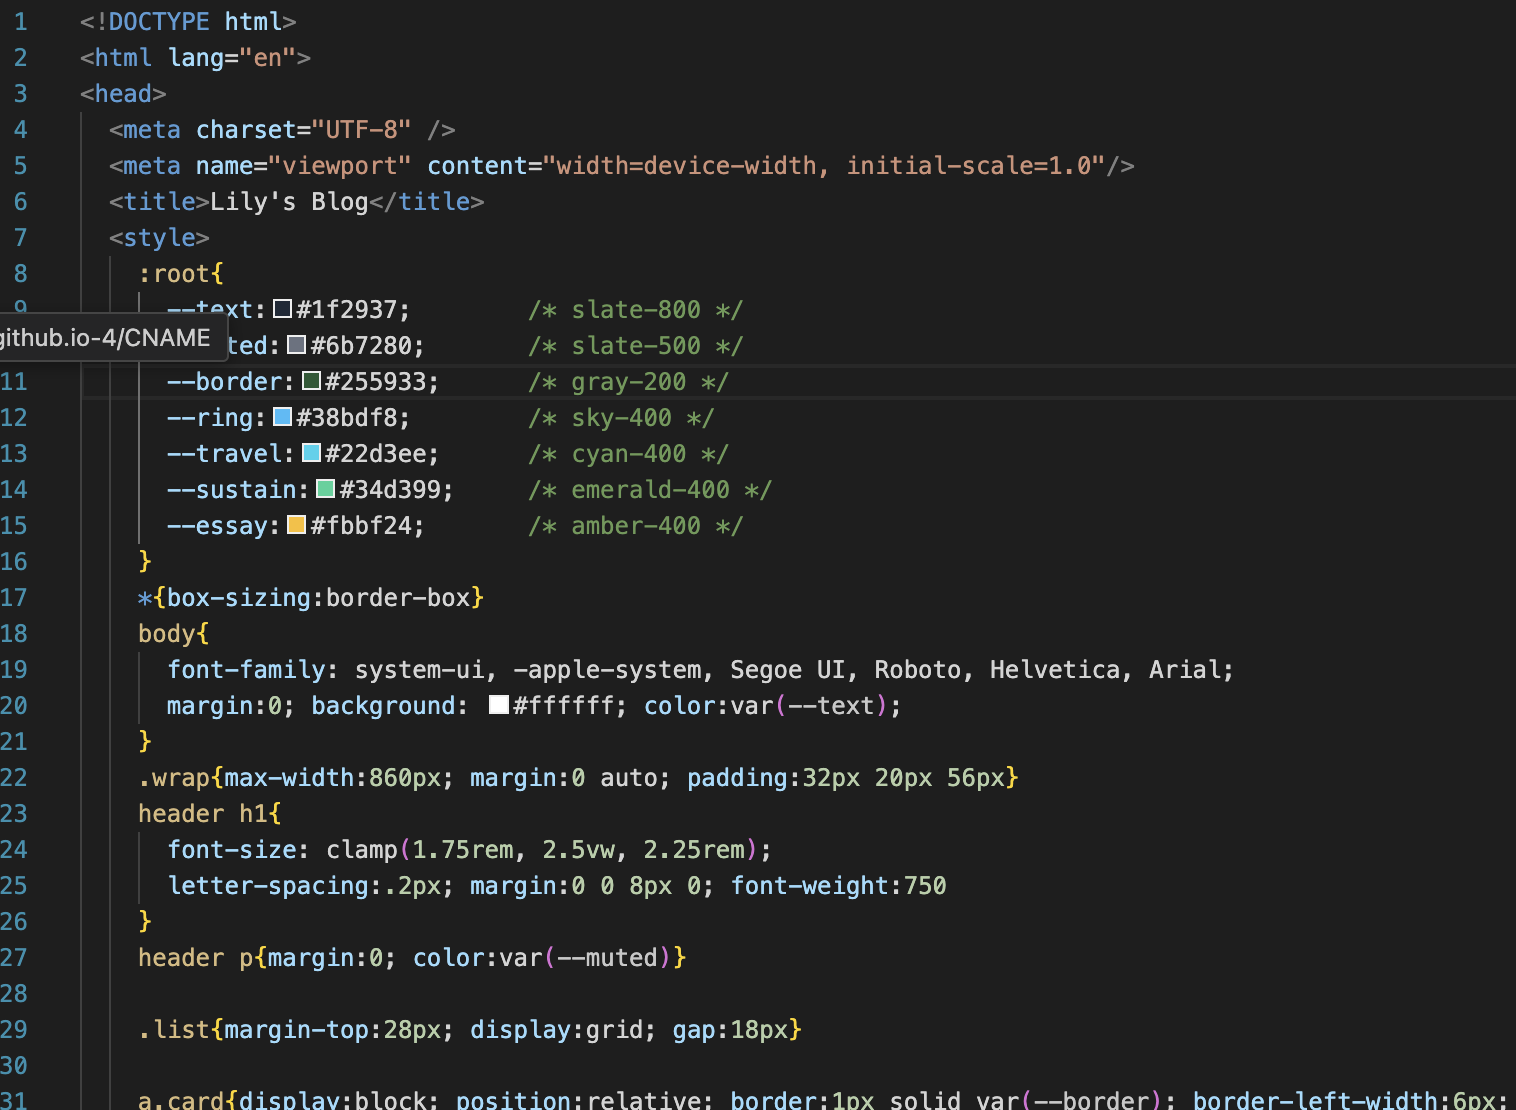 1 <!DOCTYPE html>
2 <html lang="en">
3 <head>
4 <meta charset="UTF-8" />
5 <meta name="viewport" content="width=device-width, initial-scale=1.0"/>
6 <title>Lily's Blog</title>
7 <style>
8 :root{
9 --text: #1f2937; /* slate-800 */
github.io-4/CNAME ted: #6b7280; /* slate-500 */
11 --border: #255933; /* gray-200 */
12 --ring: #38bdf8; /* sky-400 */
13 --travel: #22d3ee; /* cyan-400 */
14 --sustain: #34d399; /* emerald-400 */
15 --essay: #fbbf24; /* amber-400 */
16 }
17 *{box-sizing:border-box}
18 body{
19 font-family: system-ui, -apple-system, Segoe UI, Roboto, Helvetica, Arial;
20 margin:0; background: #ffffff; color:var(--text);
21 }
22 .wrap{max-width:860px; margin:0 auto; padding:32px 20px 56px}
23 header h1{
24 font-size: clamp(1.75rem, 2.5vw, 2.25rem);
25 letter-spacing:.2px; margin:0 0 8px 0; font-weight:750
26 }
27 header p{margin:0; color:var(--muted)}
28
29 .list{margin-top:28px; display:grid; gap:18px}
30
31 a.card{display:block; position:relative; border:1px solid var(--border); border-left-width:6px;